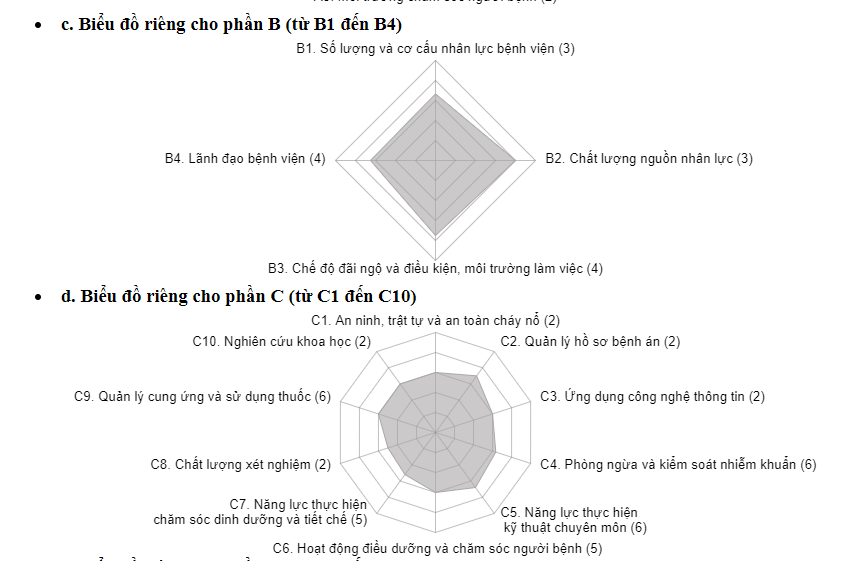 c. Biểu đồ riêng cho phần B (từ B1 đến B4)
B1. Số lượng và cơ cấu nhân lực bệnh viện (3)
B4. Lãnh đạo bệnh viện (4)
B2. Chất lượng nguồn nhân lực (3)
B3. Chế độ đãi ngộ và điều kiện, môi trường làm việc (4)
d. Biểu đồ riêng cho phần C (từ C1 đến C10)
C1. An ninh, trật tự và an toàn cháy nổ (2)
C10. Nghiên cứu khoa học (2)
C2. Quản lý hồ sơ bệnh án (2)
C9. Quản lý cung ứng và sử dụng thuốc (6)
C3. Ứng dụng công nghệ thông tin (2)
C8. Chất lượng xét nghiệm (2)
C4. Phòng ngừa và kiểm soát nhiễm khuẩn (6)
C7. Năng lực thực hiện
chăm sóc dinh dưỡng và tiết chế (5)
C5. Năng lực thực hiện
kỹ thuật chuyên môn (6)
C6. Hoạt động điều dưỡng và chăm sóc người bệnh (5)